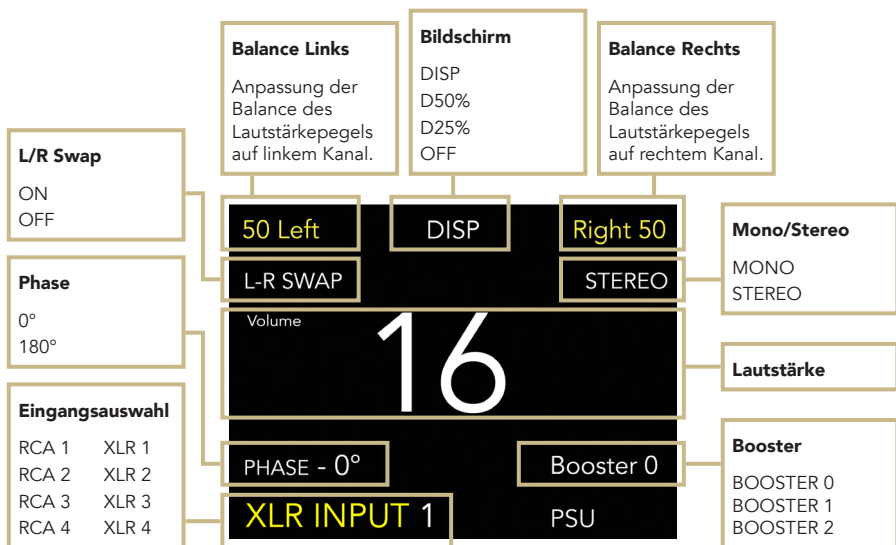 Balance Links
Anpassung der
Balance des
Lautstärkepegels
auf linkem Kanal.
Bildschirm
DISP
D50%
D25%
OFF
Balance Rechts
Anpassung der
Balance des
Lautstärkepegels
auf rechtem Kanal.
L/R Swap
ON
OFF
Phase
0°
180°
Eingangsauswahl
RCA 1 XLR 1
RCA 2 XLR 2
RCA 3 XLR 3
RCA 4 XLR 4
50 Left DISP Right 50
L-R SWAP STEREO
Volume
16
PHASE - 0° Booster 0
XLR INPUT 1 PSU
Mono/Stereo
MONO
STEREO
Lautstärke
Booster
BOOSTER 0
BOOSTER 1
BOOSTER 2